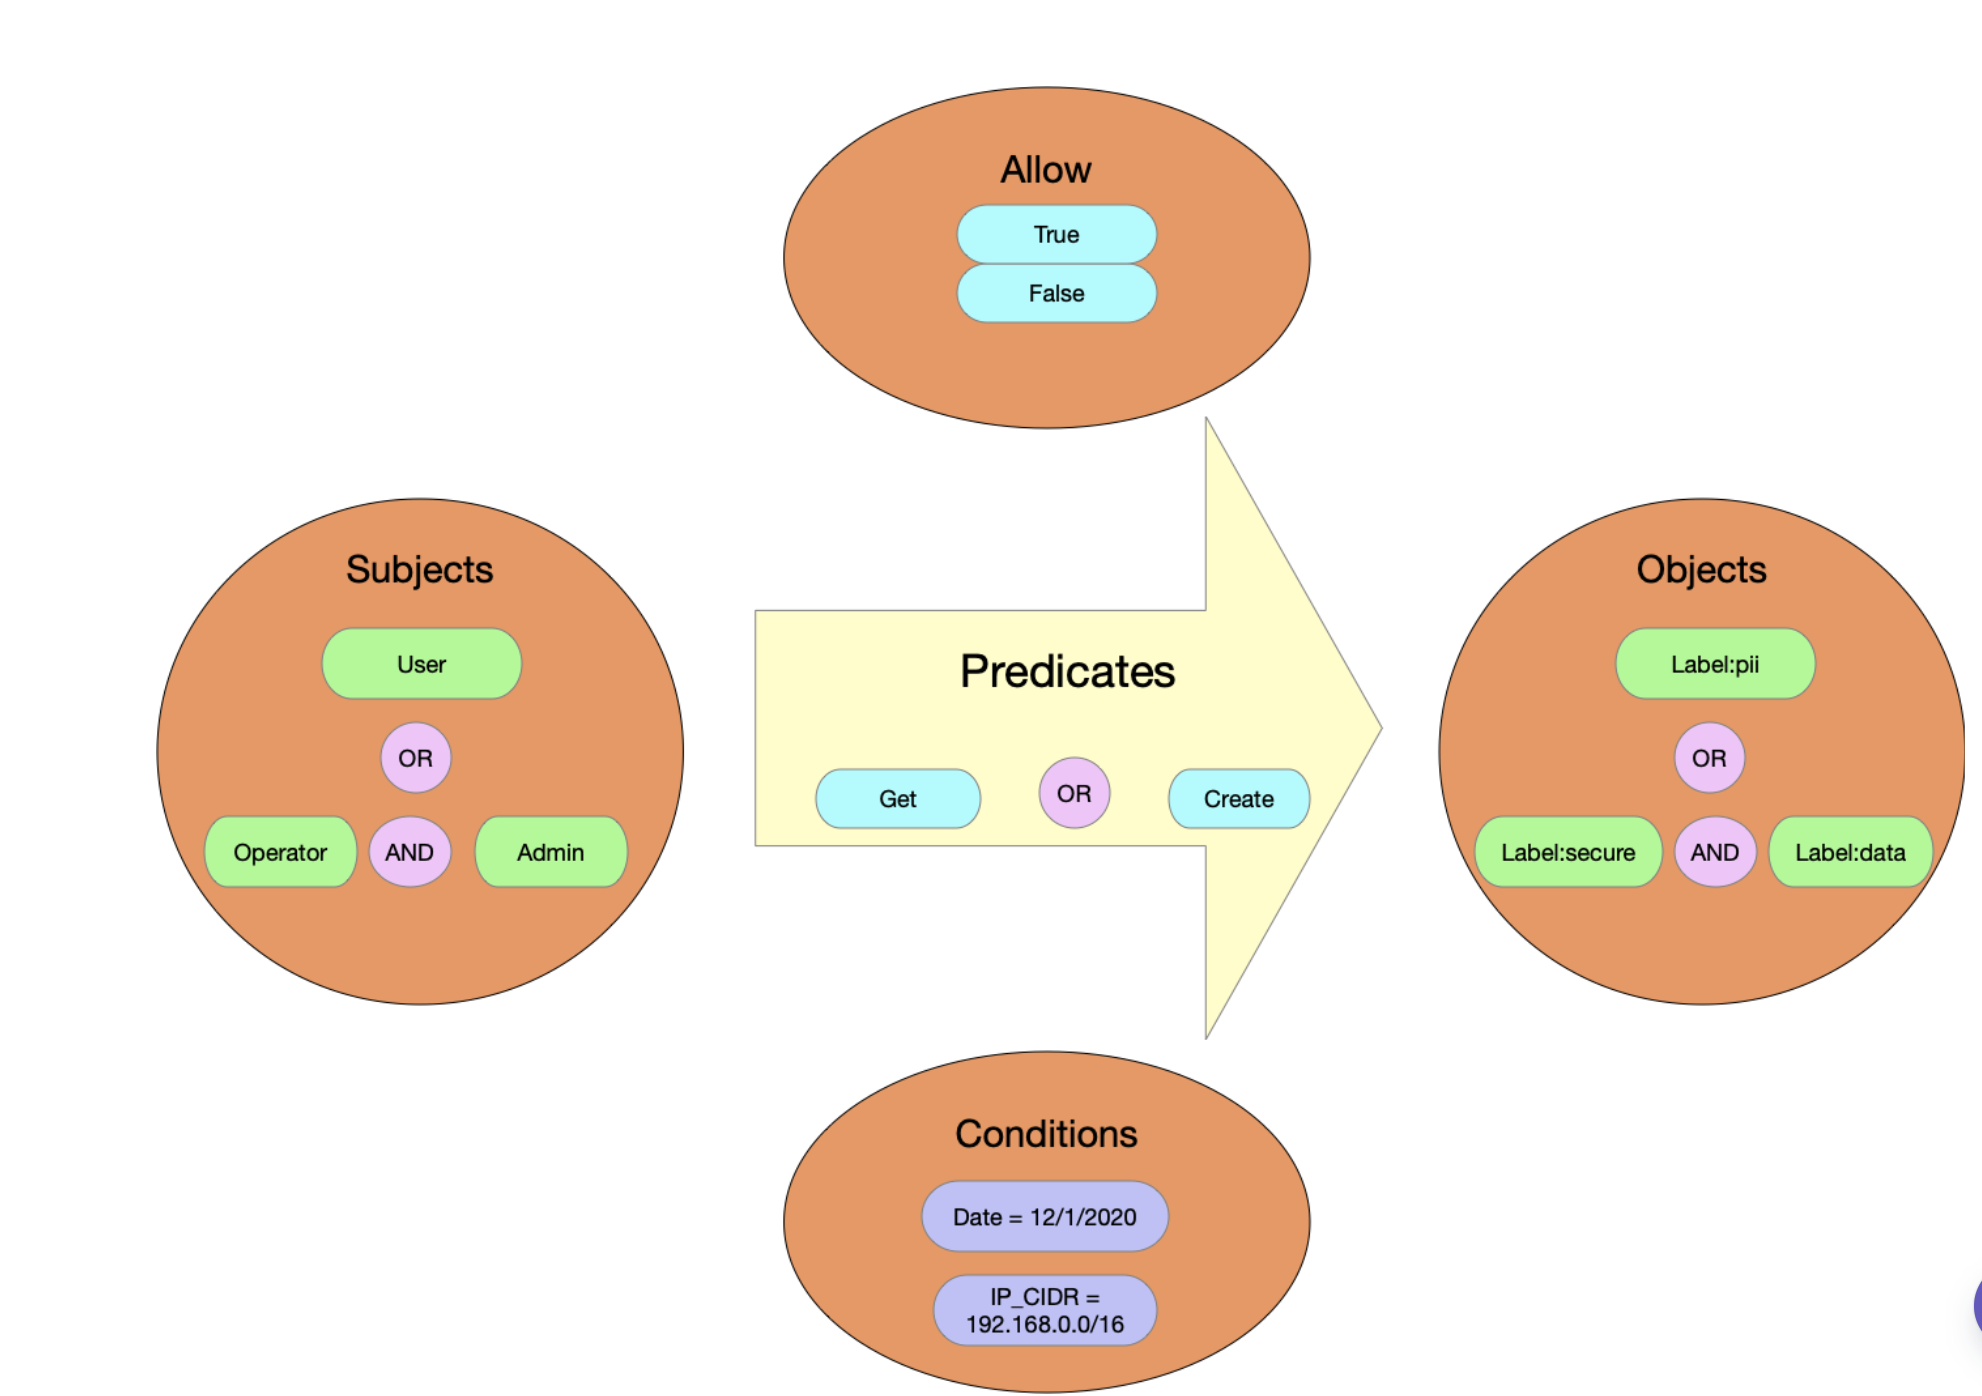 Allow
True
False
Subjects
User
OR
Operator AND Admin
Predicates
Get OR Create
Objects
Label:pii
OR
Label:secure AND Label:data
Conditions
Date = 12/1/2020
IP_CIDR =
192.168.0.0/16